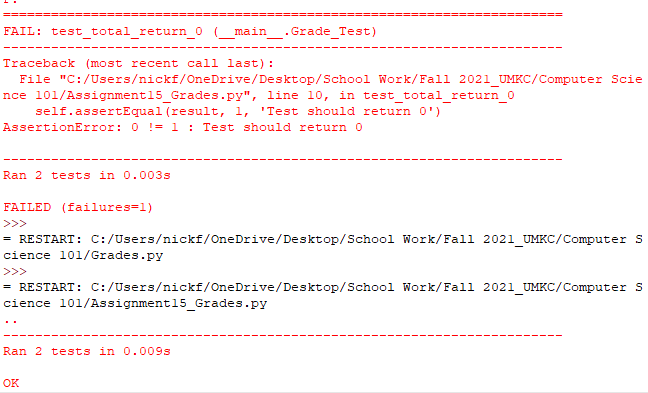 F.
======================================================================
FAIL: test_total_return_0 (__main__.Grade_Test)
----------------------------------------------------------------------
Traceback (most recent call last):
  File "C:/Users/nickf/OneDrive/Desktop/School Work/Fall 2021_UMKC/Computer Scie
nce 101/Assignment15_Grades.py", line 10, in test_total_return_0
    self.assertEqual(result, 1, 'Test should return 0')
AssertionError: 0 != 1 : Test should return 0
----------------------------------------------------------------------
Ran 2 tests in 0.003s
FAILED (failures=1)
>>>
= RESTART: C:/Users/nickf/OneDrive/Desktop/School Work/Fall 2021_UMKC/Computer S
cience 101/Grades.py
>>>
= RESTART: C:/Users/nickf/OneDrive/Desktop/School Work/Fall 2021_UMKC/Computer S
cience 101/Assignment15_Grades.py
..
----------------------------------------------------------------------
Ran 2 tests in 0.009s
OK